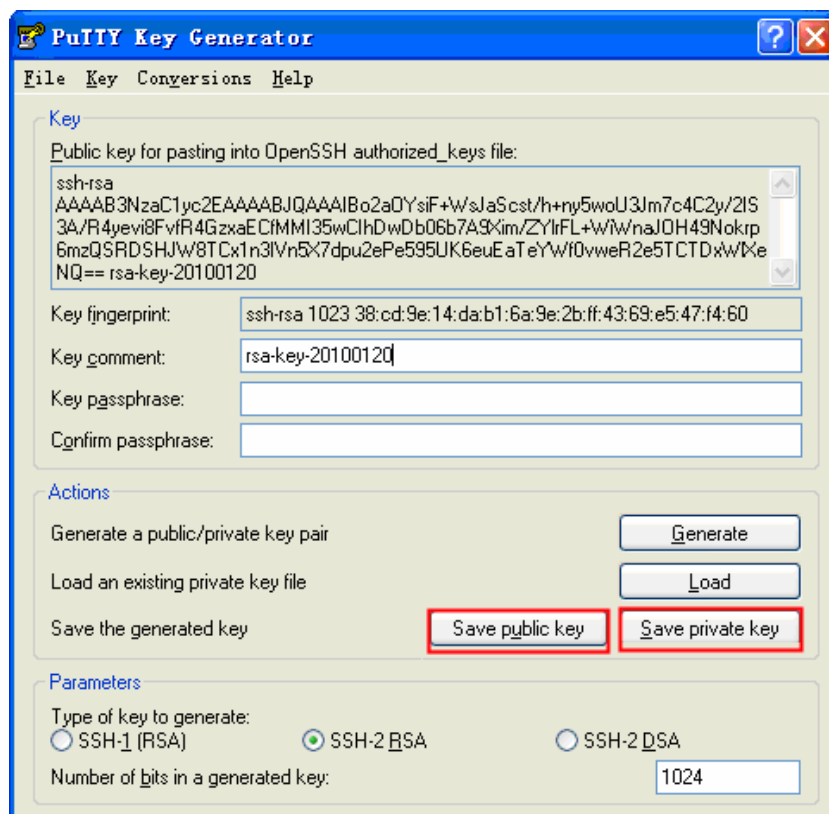 PuTTY Key Generator
File Key Conversions Help
Key
Public key for pasting into OpenSSH authorized_keys file:
ssh-rsa
AAAAB3NzaC1yc2EAAAABJQAAAIBo2aOYsiF+WsJaScst/h+ny5woU3Jm7c4C2y/2IS
3A/R4yevi8FvfR4GzxaECfMMI35wClhDwDb06b7A9Xim/ZYIrFL+WiWnaJOH49Nokrp
6mzQSRDSHJW8TCx1n3lVn5X7dpu2ePe595UK6euEaTeYWf0vweR2e5TCTDxWlXe
NQ== rsa-key-20100120
Key fingerprint: ssh-rsa 1023 38:cd:9e:14:da:b1:6a:9e:2b:ff:43:69:e5:47:f4:60
Key comment: rsa-key-20100120
Key passphrase:
Confirm passphrase:
Actions
Generate a public/private key pair Generate
Load an existing private key file Load
Save the generated key Save public key Save private key
Parameters
Type of key to generate:
SSH-1 (RSA) SSH-2 RSA SSH-2 DSA
Number of bits in a generated key: 1024